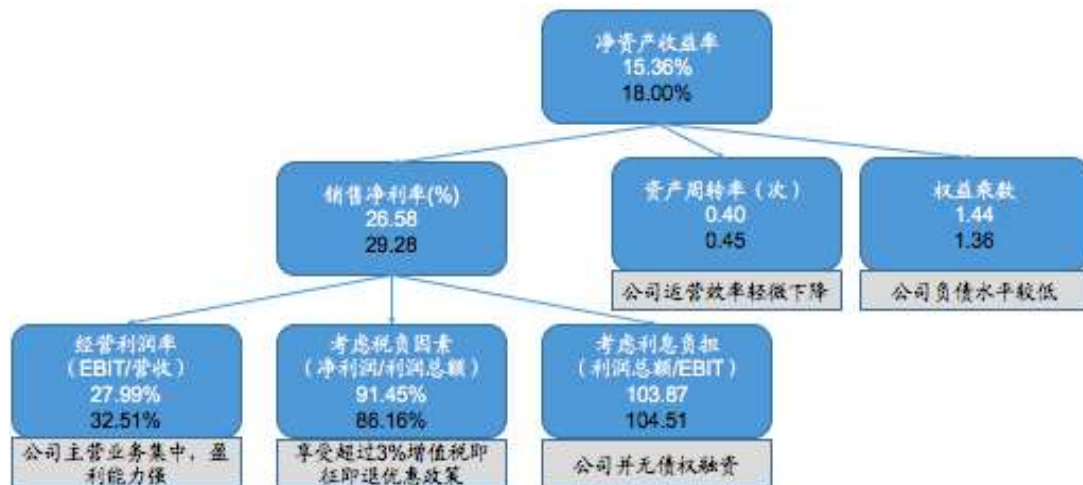 净资产收益率
15.36%
18.00%
销售净利率(%)
26.58
29.28
资产周转率（次）
0.40
0.45
公司运营效率轻微下降
权益乘数
1.44
1.36
公司负债水平较低
经营利润率
（EBIT/营收）
27.99%
32.51%
公司主营业务集中，盈
利能力强
考虑税负因素
（净利润/利润总额）
91.45%
86.16%
享受超过3%增值税即
征即退优惠政策
考虑利息负担
（利润总额/EBIT）
103.87
104.51
公司并无债权融资